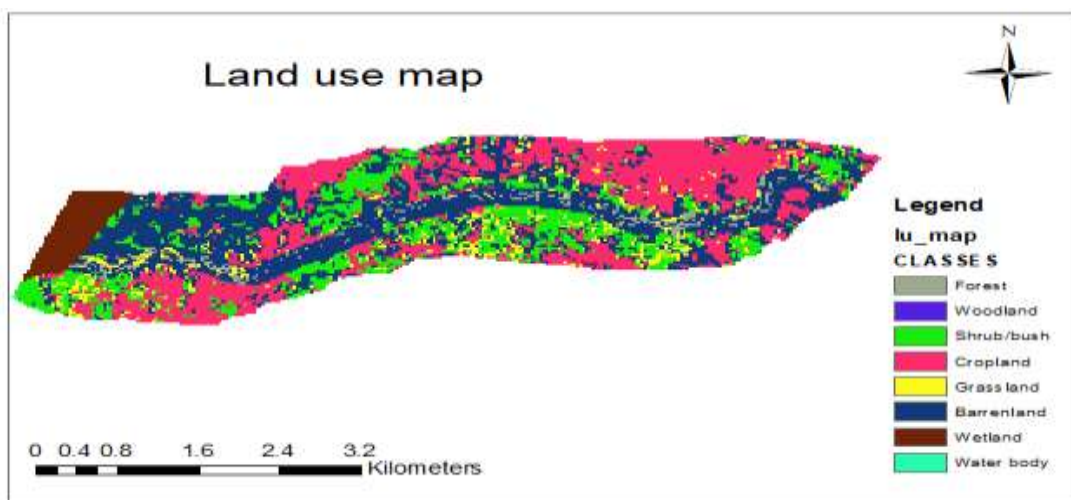 N
Land use map
Legend
lu_map
CLASSES
Forest
Woodland
Shrub/bush
Cropland
Grass land
Barrenland
Wetland
Water body
0 0.4 0.8 1.6 2.4 3.2
Kilometers